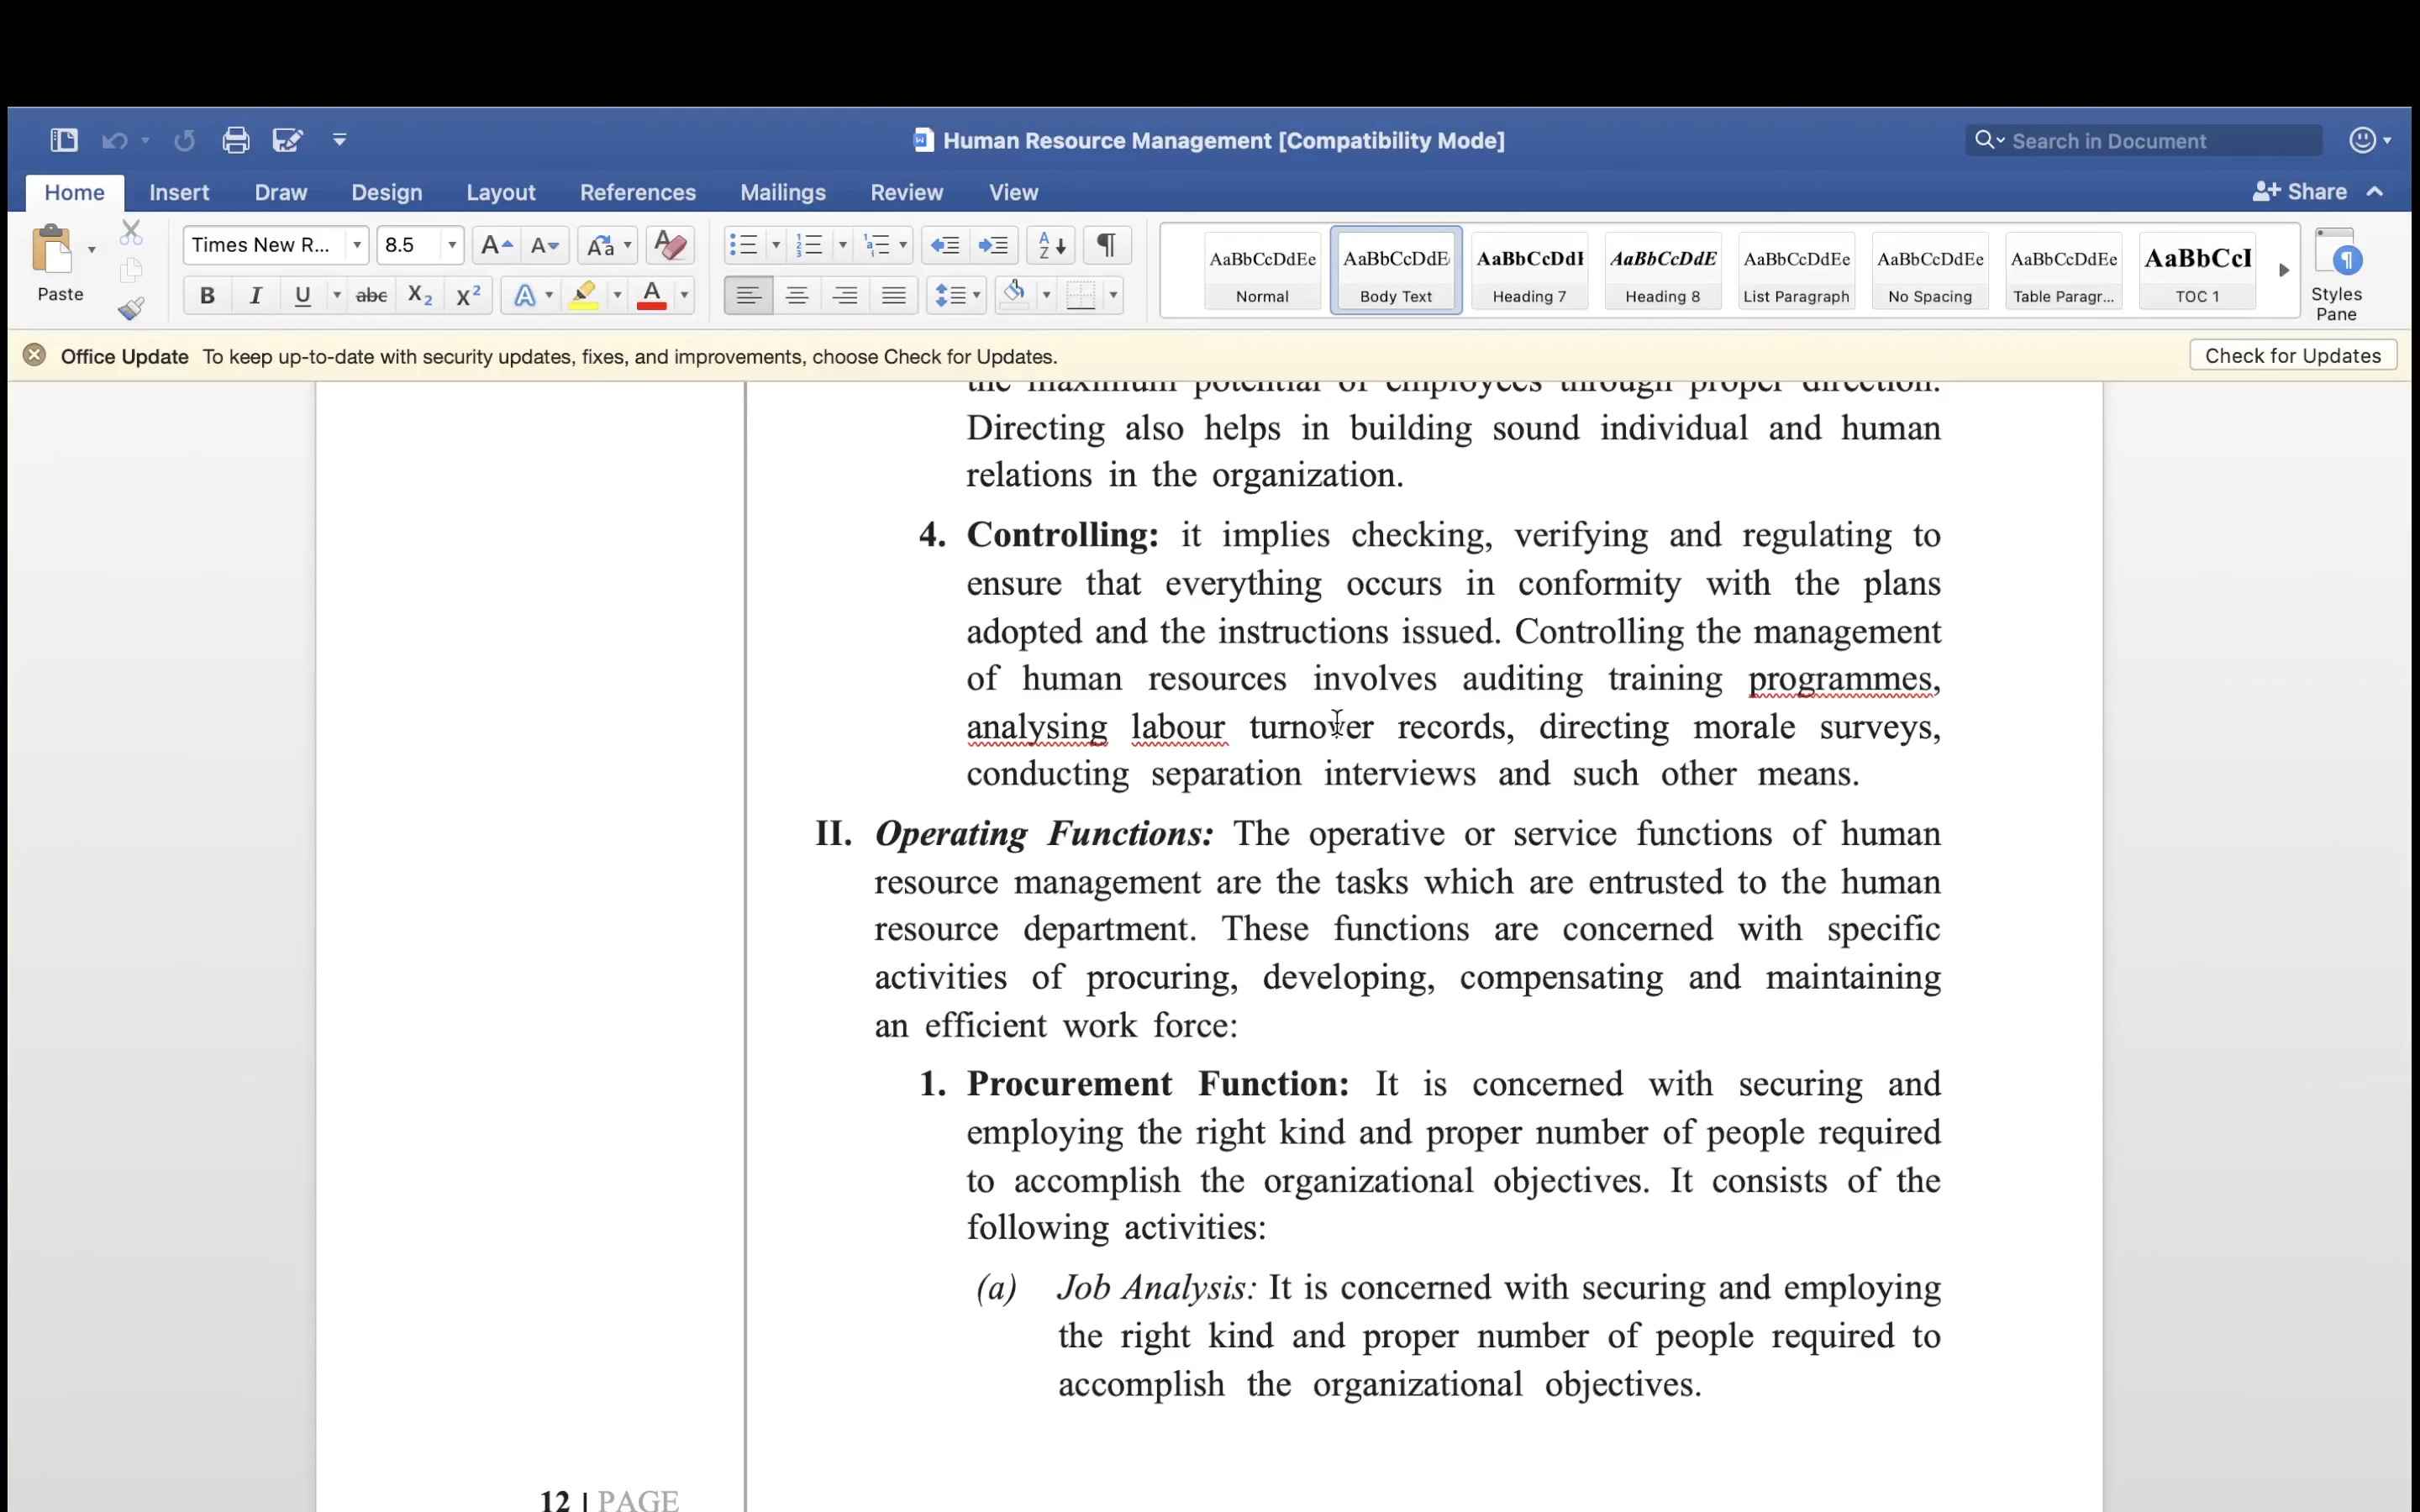 Human Resource Management [Compatibility Mode]
Search in Document
Home Insert Draw Design Layout References Mailings Review View
Share
Paste
Times New R... 8.5
AaBbCcDdEe AaBbCcDdE AaBbCcDdI AaBbCcDdE AaBbCcDdEe AaBbCcDdEe AaBbCcDdEe AaBbCcI
Normal Body Text Heading 7 Heading 8 List Paragraph No Spacing Table Paragr... TOC 1
Styles
Pane
Office Update To keep up-to-date with security updates, fixes, and improvements, choose Check for Updates.
Check for Updates
the maximum potential of employees through proper direction.
Directing also helps in building sound individual and human
relations in the organization.
4. Controlling: it implies checking, verifying and regulating to
ensure that everything occurs in conformity with the plans
adopted and the instructions issued. Controlling the management
of human resources involves auditing training programmes,
analysing labour turnover records, directing morale surveys,
conducting separation interviews and such other means.
II. Operating Functions: The operative or service functions of human
resource management are the tasks which are entrusted to the human
resource department. These functions are concerned with specific
activities of procuring, developing, compensating and maintaining
an efficient work force:
1. Procurement Function: It is concerned with securing and
employing the right kind and proper number of people required
to accomplish the organizational objectives. It consists of the
following activities:
(a) Job Analysis: It is concerned with securing and employing
the right kind and proper number of people required to
accomplish the organizational objectives.
12 | PAGE